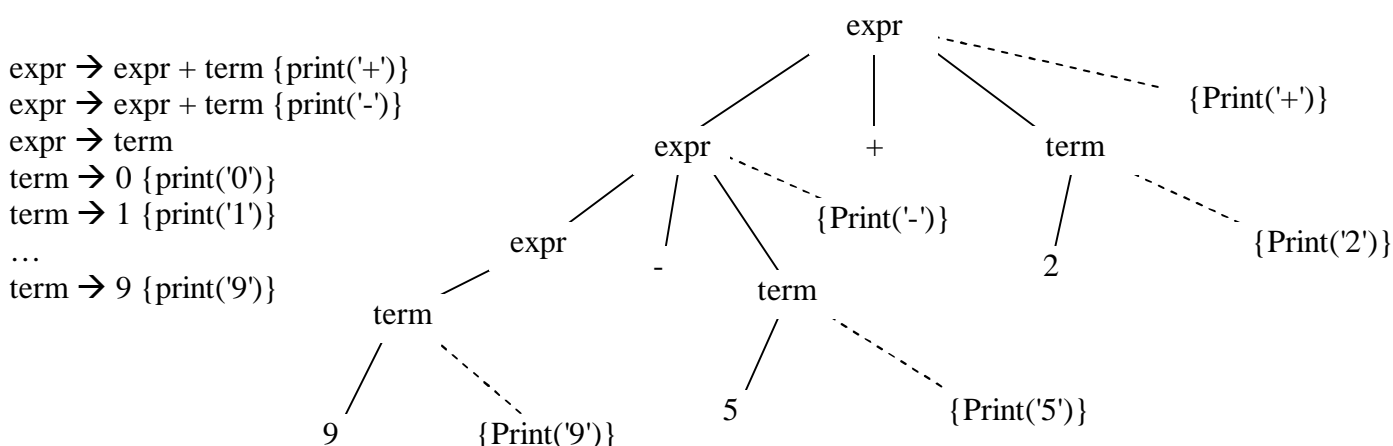 expr → expr + term {print('+')}
expr → expr + term {print('-')}
expr → term
term → 0 {print('0')}
term → 1 {print('1')}
…
term → 9 {print('9')}
expr
{Print('+')}
expr
+
term
{Print('-')}
expr
-
2
{Print('2')}
term
term
9
{Print('9')}
5
{Print('5')}